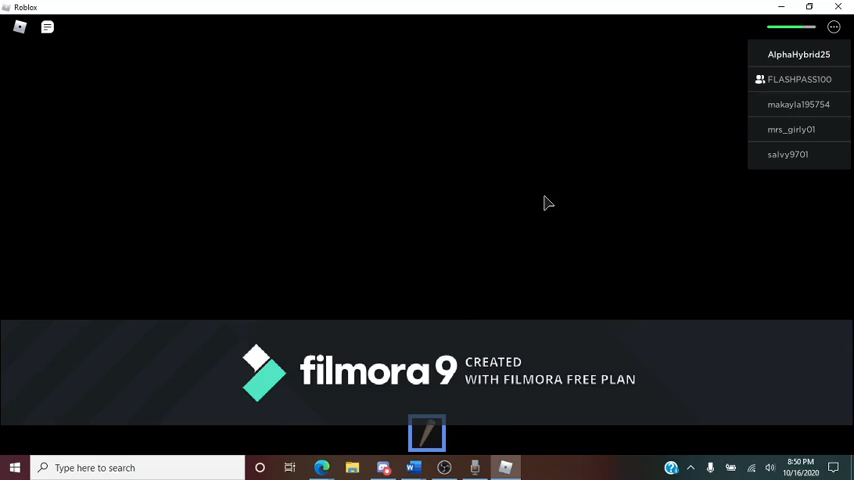 Roblox
AlphaHybrid25
FLASHPASS100
makayla195754
mrs_girly01
salvy9701
filmora 9 CREATED
WITH FILMORA FREE PLAN
Type here to search
8:50 PM
10/16/2020